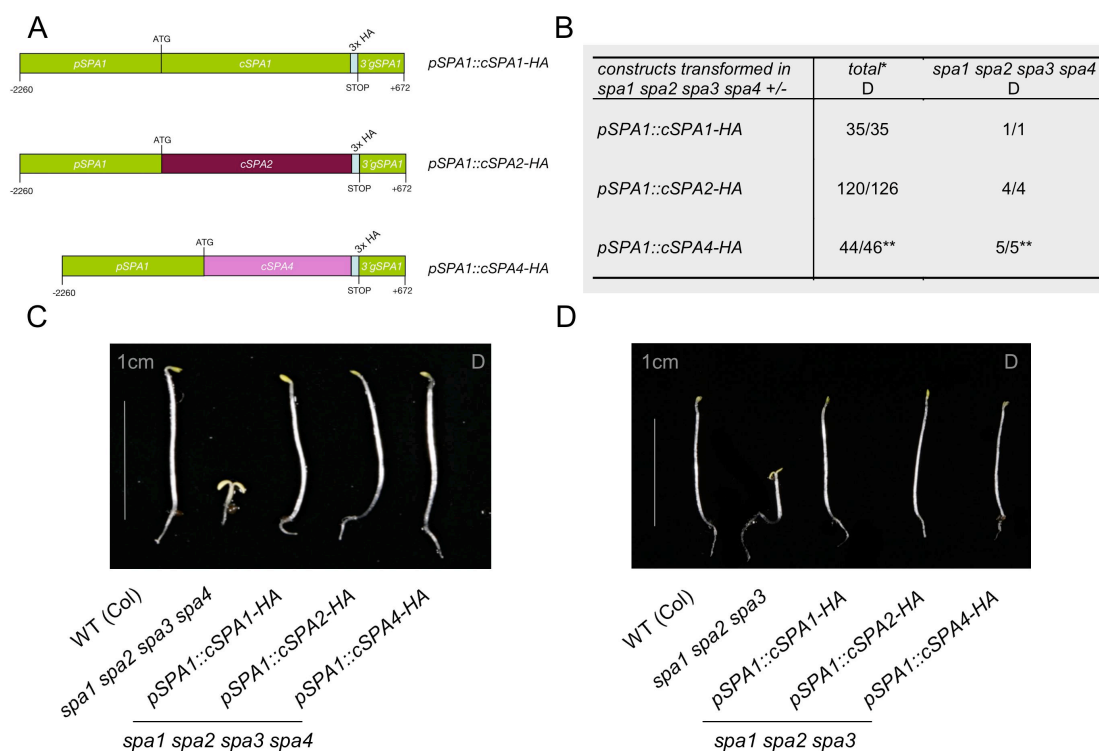 A
ATG
3x HA
pSPA1
cSPA1
3´gSPA1
pSPA1::cSPA1-HA
-2260
STOP
+672
ATG
3x HA
pSPA1
cSPA2
3´gSPA1
pSPA1::cSPA2-HA
-2260
STOP
+672
ATG
3x HA
pSPA1
cSPA4
3´gSPA1
pSPA1::cSPA4-HA
-2260
STOP
+672
B
constructs transformed in total* spa1 spa2 spa3 spa4
spa1 spa2 spa3 spa4 +/- D D
pSPA1::cSPA1-HA 35/35 1/1
pSPA1::cSPA2-HA 120/126 4/4
pSPA1::cSPA4-HA 44/46** 5/5**
C
1cm
D
WT (Col)
spa1 spa2 spa3 spa4
pSPA1::cSPA1-HA
pSPA1::cSPA2-HA
pSPA1::cSPA4-HA
spa1 spa2 spa3 spa4
D
1cm
D
WT (Col)
spa1 spa2 spa3
pSPA1::cSPA1-HA
pSPA1::cSPA2-HA
pSPA1::cSPA4-HA
spa1 spa2 spa3